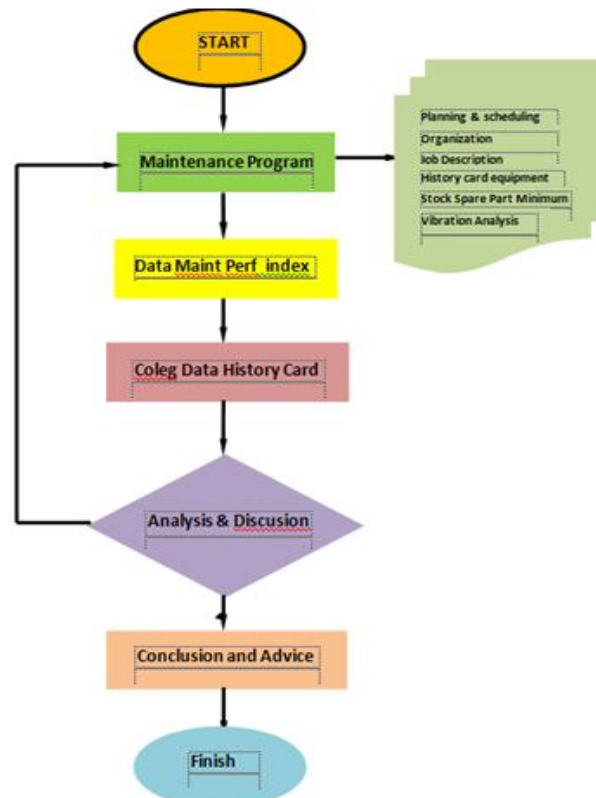 START
Maintenance Program
Planning & scheduling
Organization
Job Description
History card equipment
Stock Spare Part Minimum
Vibration Analysis
Data Maint Perf index
Coleg Data History Card
Analysis & Discusion
Conclusion and Advice
Finish